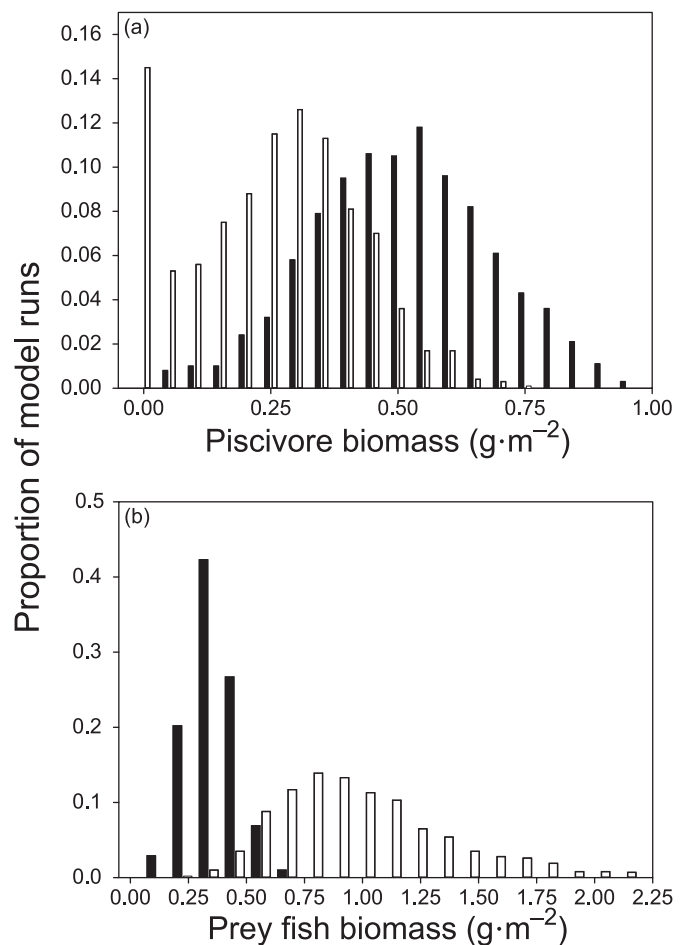 (a)
0.16
0.14
0.12
0.10
0.08
0.06
0.04
0.02
0.00
0.00 0.25 0.50 0.75 1.00
Piscivore biomass (g·m⁻²)
Proportion of model runs
(b)
0.5
0.4
0.3
0.2
0.1
0.0
0.00 0.25 0.50 0.75 1.00 1.25 1.50 1.75 2.00 2.25
Prey fish biomass (g·m⁻²)